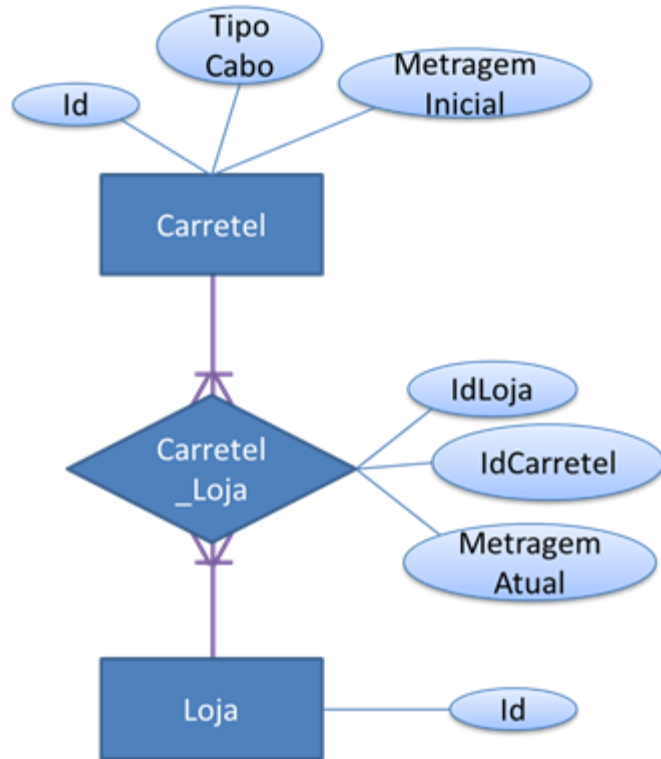 Tipo
Cabo
Metragem
Inicial
Id
Carretel
IdLoja
Carretel
_Loja
IdCarretel
Metragem
Atual
Loja
Id